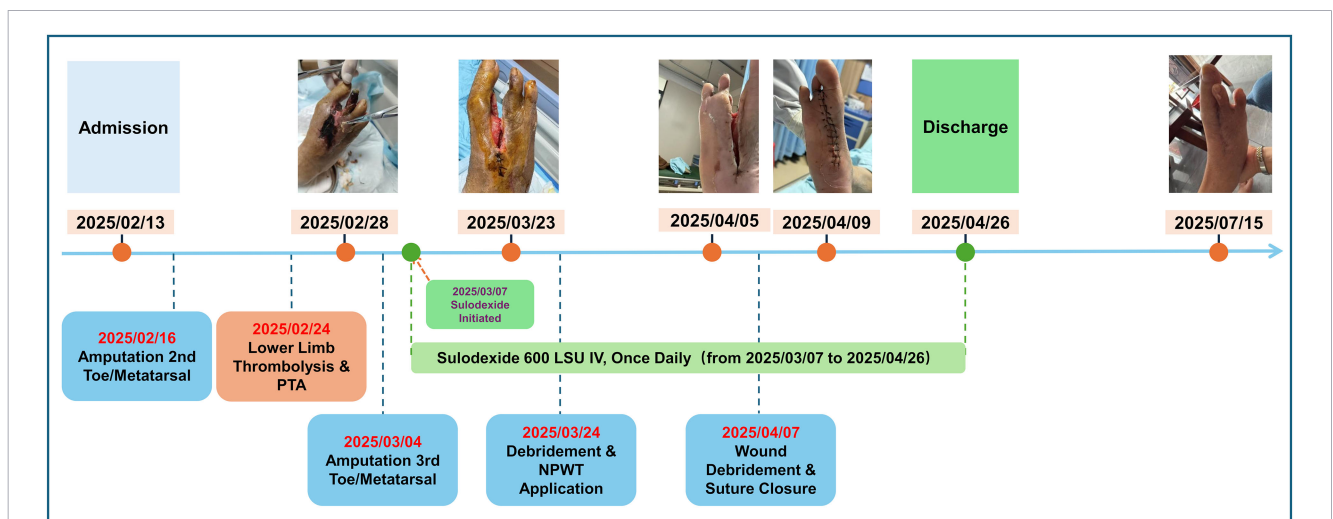 Admission
Discharge
2025/02/13
2025/02/28
2025/03/23
2025/04/05
2025/04/09
2025/04/26
2025/07/15
2025/03/07
Sulodexide
Initiated
2025/02/16
Amputation 2nd
Toe/Metatarsal
2025/02/24
Lower Limb
Thrombolysis &
PTA
Sulodexide 600 LSU IV, Once Daily（from 2025/03/07 to 2025/04/26）
2025/03/04
Amputation 3rd
Toe/Metatarsal
2025/03/24
Debridement &
NPWT
Application
2025/04/07
Wound
Debridement &
Suture Closure